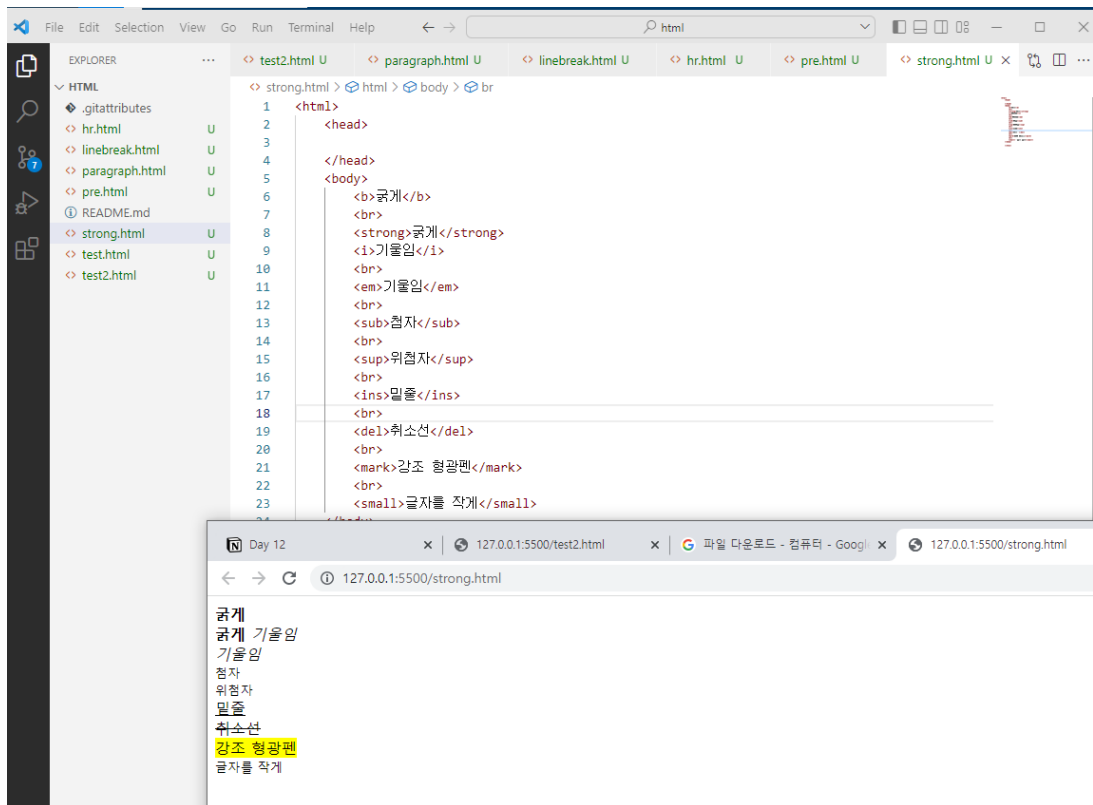 File Edit Selection View Go Run Terminal Help ← → html
EXPLORER ···
HTML
.gitattributes
hr.html U
linebreak.html U
paragraph.html U
pre.html U
README.md
strong.html U
test.html U
test2.html U
7
test2.html U paragraph.html U linebreak.html U hr.html U pre.html U strong.html U
strong.html > html > body > br
1 <html>
2 <head>
3
4 </head>
5 <body>
6 <b>굵게</b>
7 <br>
8 <strong>굵게</strong>
9 <i>기울임</i>
10 <br>
11 <em>기울임</em>
12 <br>
13 <sub>첨자</sub>
14 <br>
15 <sup>위첨자</sup>
16 <br>
17 <ins>밑줄</ins>
18 <br>
19 <del>취소선</del>
20 <br>
21 <mark>강조 형광펜</mark>
22 <br>
23 <small>글자를 작게</small>
24 </body>
Day 12 127.0.0.1:5500/test2.html 파일 다운로드 - 컴퓨터 - Googl 127.0.0.1:5500/strong.html
127.0.0.1:5500/strong.html
굵게
굵게 기울임
기울임
첨자
위첨자
밑줄
취소선
강조 형광펜
글자를 작게